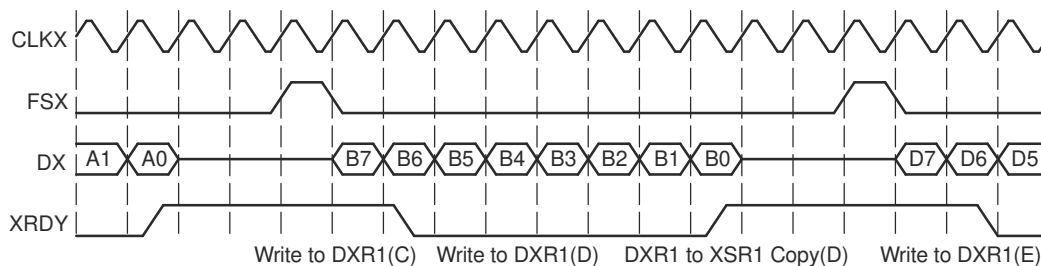 CLKX
FSX
DX A1 A0 B7 B6 B5 B4 B3 B2 B1 B0 D7 D6 D5
XRDY
Write to DXR1(C) Write to DXR1(D) DXR1 to XSR1 Copy(D) Write to DXR1(E)